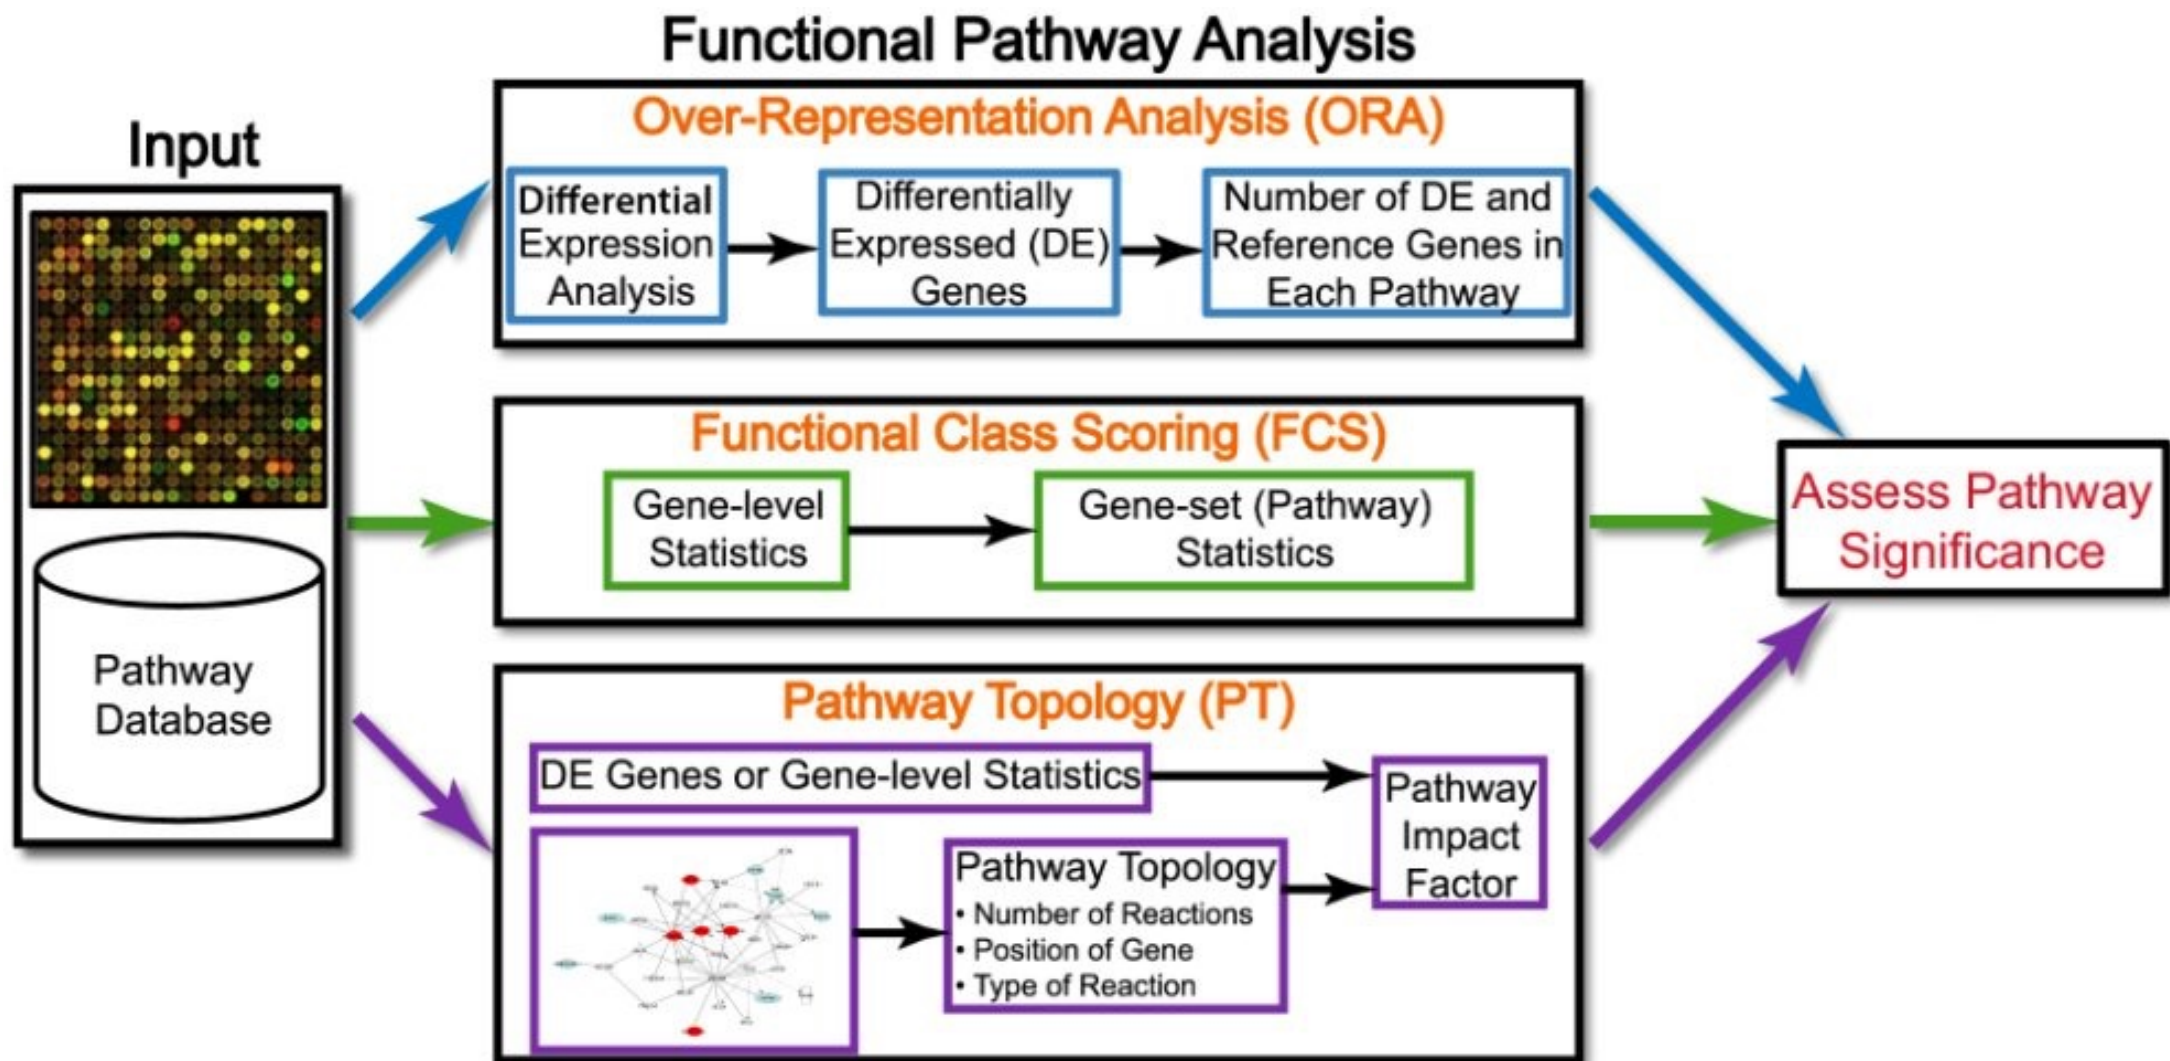 Functional Pathway Analysis
Input
Pathway
Database
Over-Representation Analysis (ORA)
Differential
Expression
Analysis
Differentially
Expressed (DE)
Genes
Number of DE and
Reference Genes in
Each Pathway
Functional Class Scoring (FCS)
Gene-level
Statistics
Gene-set (Pathway)
Statistics
Pathway Topology (PT)
DE Genes or Gene-level Statistics
Pathway Topology
• Number of Reactions
• Position of Gene
• Type of Reaction
Pathway
Impact
Factor
Assess Pathway
Significance